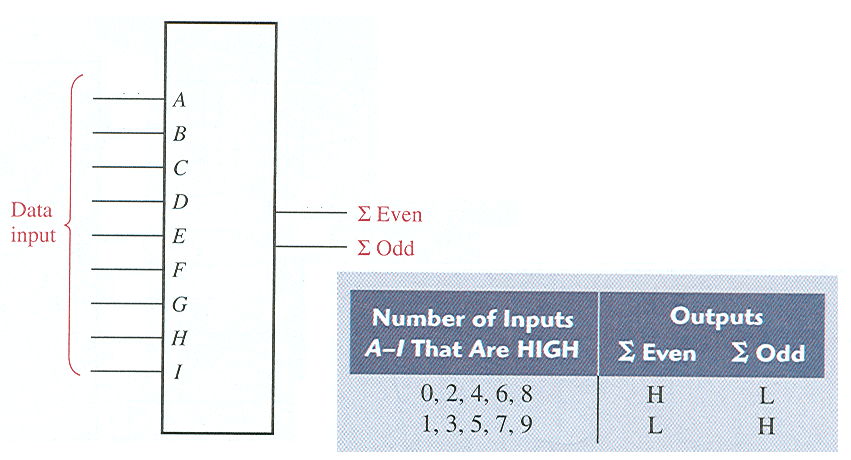 A
B
C
D
E
F
G
H
I
Data
input
Σ Even
Σ Odd
Number of Inputs
A–I That Are HIGH
Outputs
Σ Even Σ Odd
0, 2, 4, 6, 8 H L
1, 3, 5, 7, 9 L H